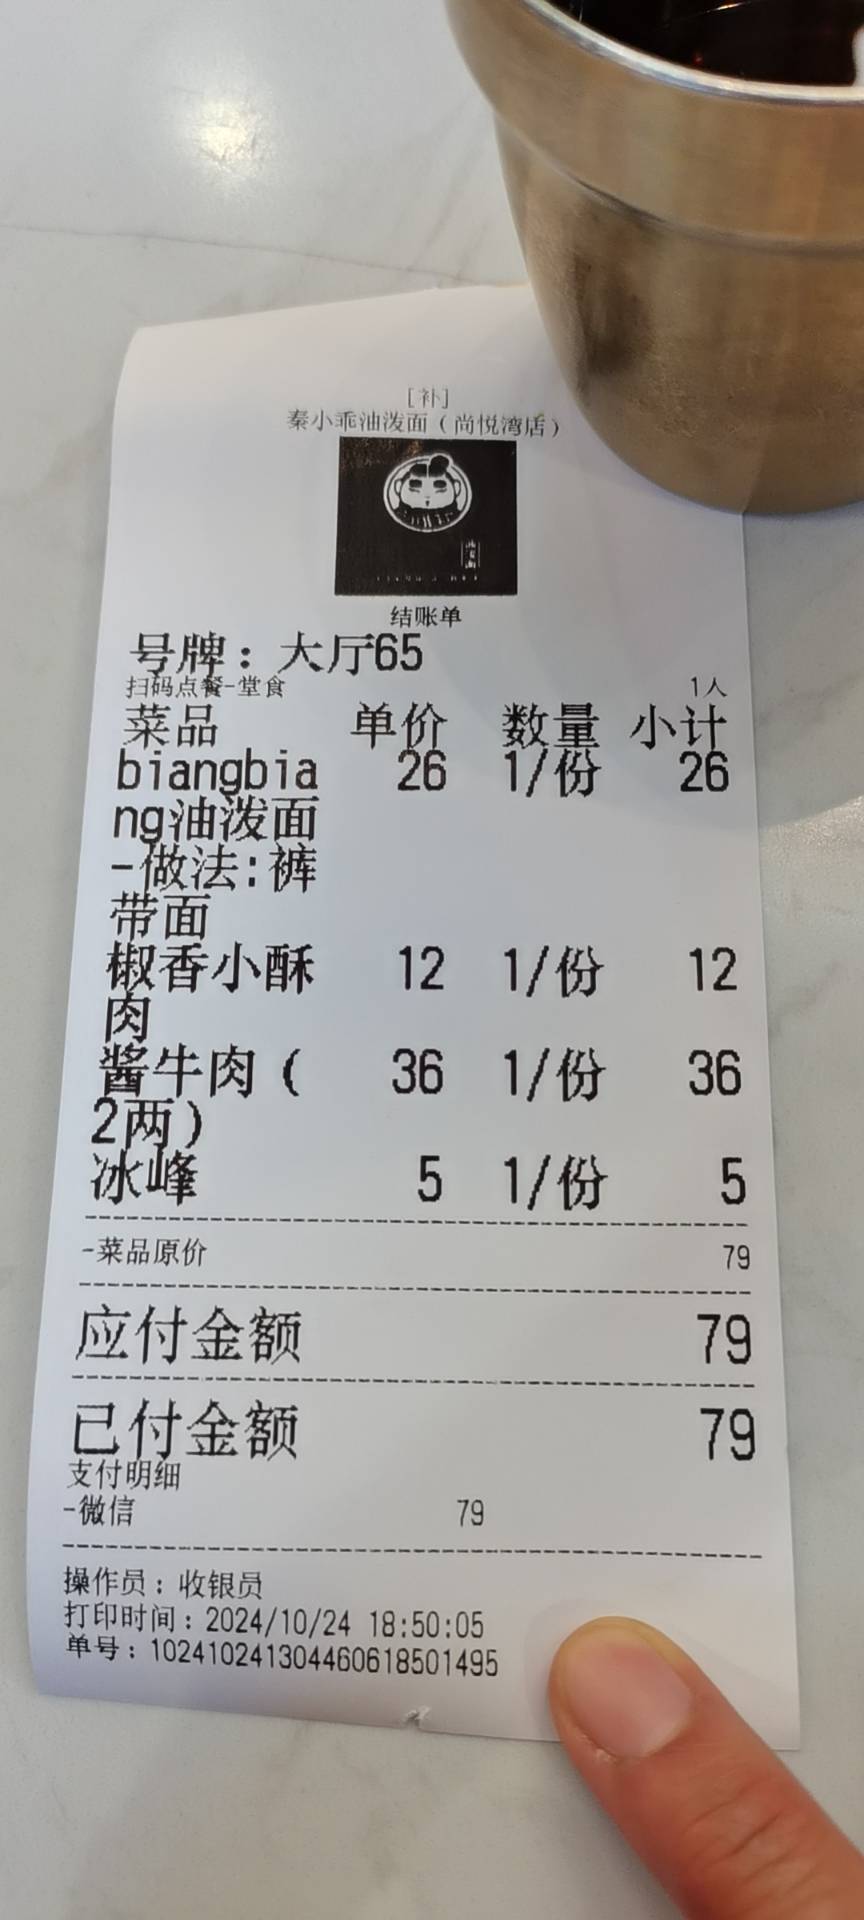 [补]
秦小乖油泼面（尚悦湾店）
结账单
号牌：大厅65
扫码点餐-堂食 1人
菜品 单价 数量 小计
biangbia 26 1/份 26
ng油泼面
-做法:裤
带面
椒香小酥 12 1/份 12
肉
酱牛肉( 36 1/份 36
2两)
冰峰 5 1/份 5
-菜品原价 79
应付金额 79
已付金额 79
支付明细
-微信 79
操作员：收银员
打印时间：2024/10/24 18:50:05
单号：102410241304460618501495